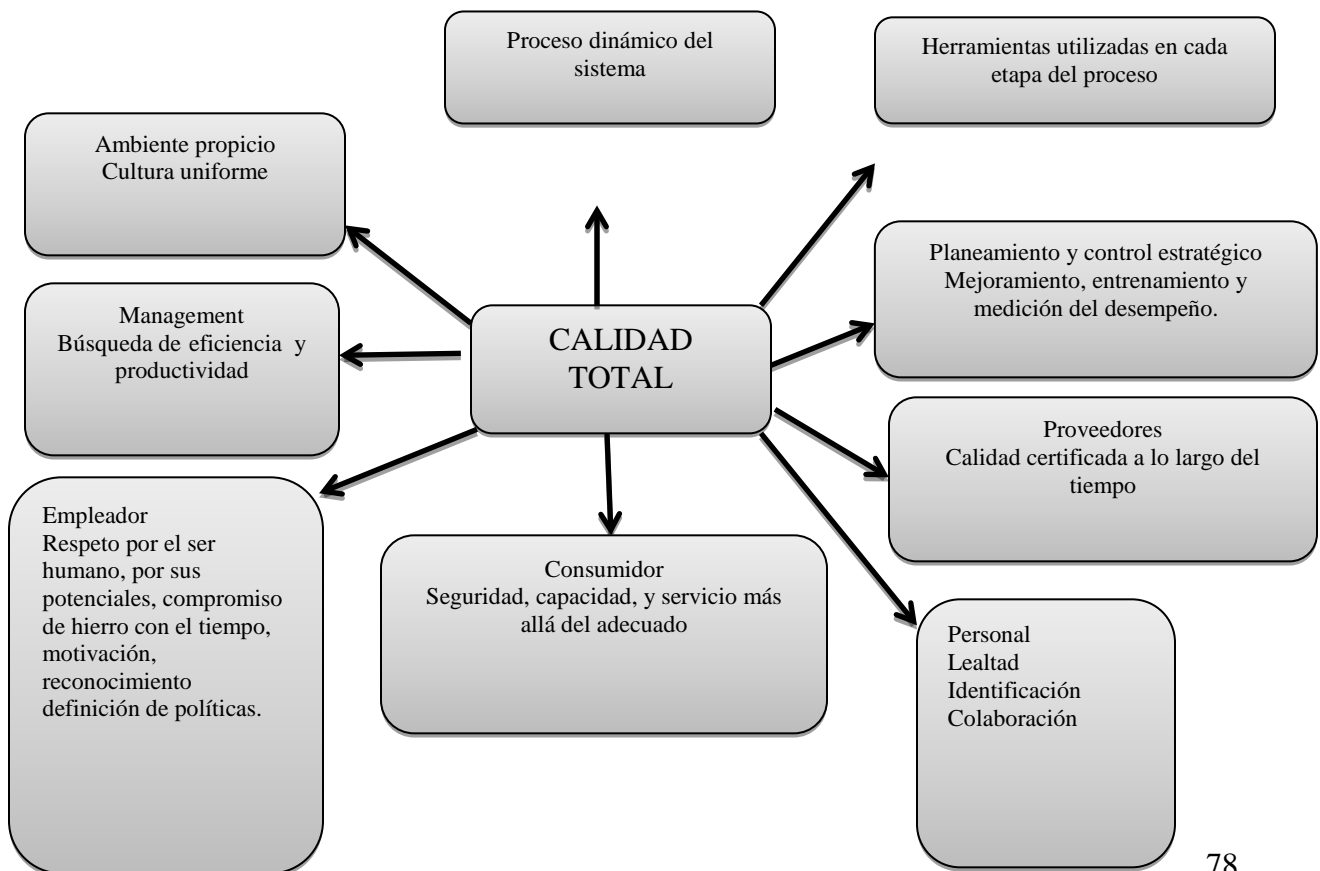 Proceso dinámico del
sistema
Herramientas utilizadas en cada
etapa del proceso
Ambiente propicio
Cultura uniforme
Planeamiento y control estratégico
Mejoramiento, entrenamiento y
medición del desempeño.
Management
Búsqueda de eficiencia y
productividad
CALIDAD
TOTAL
Proveedores
Calidad certificada a lo largo del
tiempo
Empleador
Respeto por el ser
humano, por sus
potenciales, compromiso
de hierro con el tiempo,
motivación,
reconocimiento
definición de políticas.
Consumidor
Seguridad, capacidad, y servicio más
allá del adecuado
Personal
Lealtad
Identificación
Colaboración
78